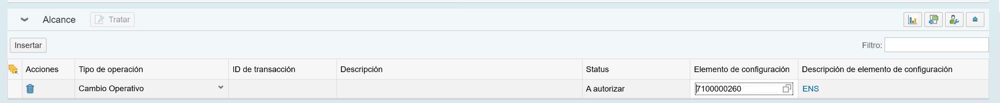 Alcance Tratar
Insertar Filtro:
Acciones Tipo de operación ID de transacción Descripción Status Elemento de configuración Descripción de elemento de configuración
Cambio Operativo A autorizar 7100000260 ENS